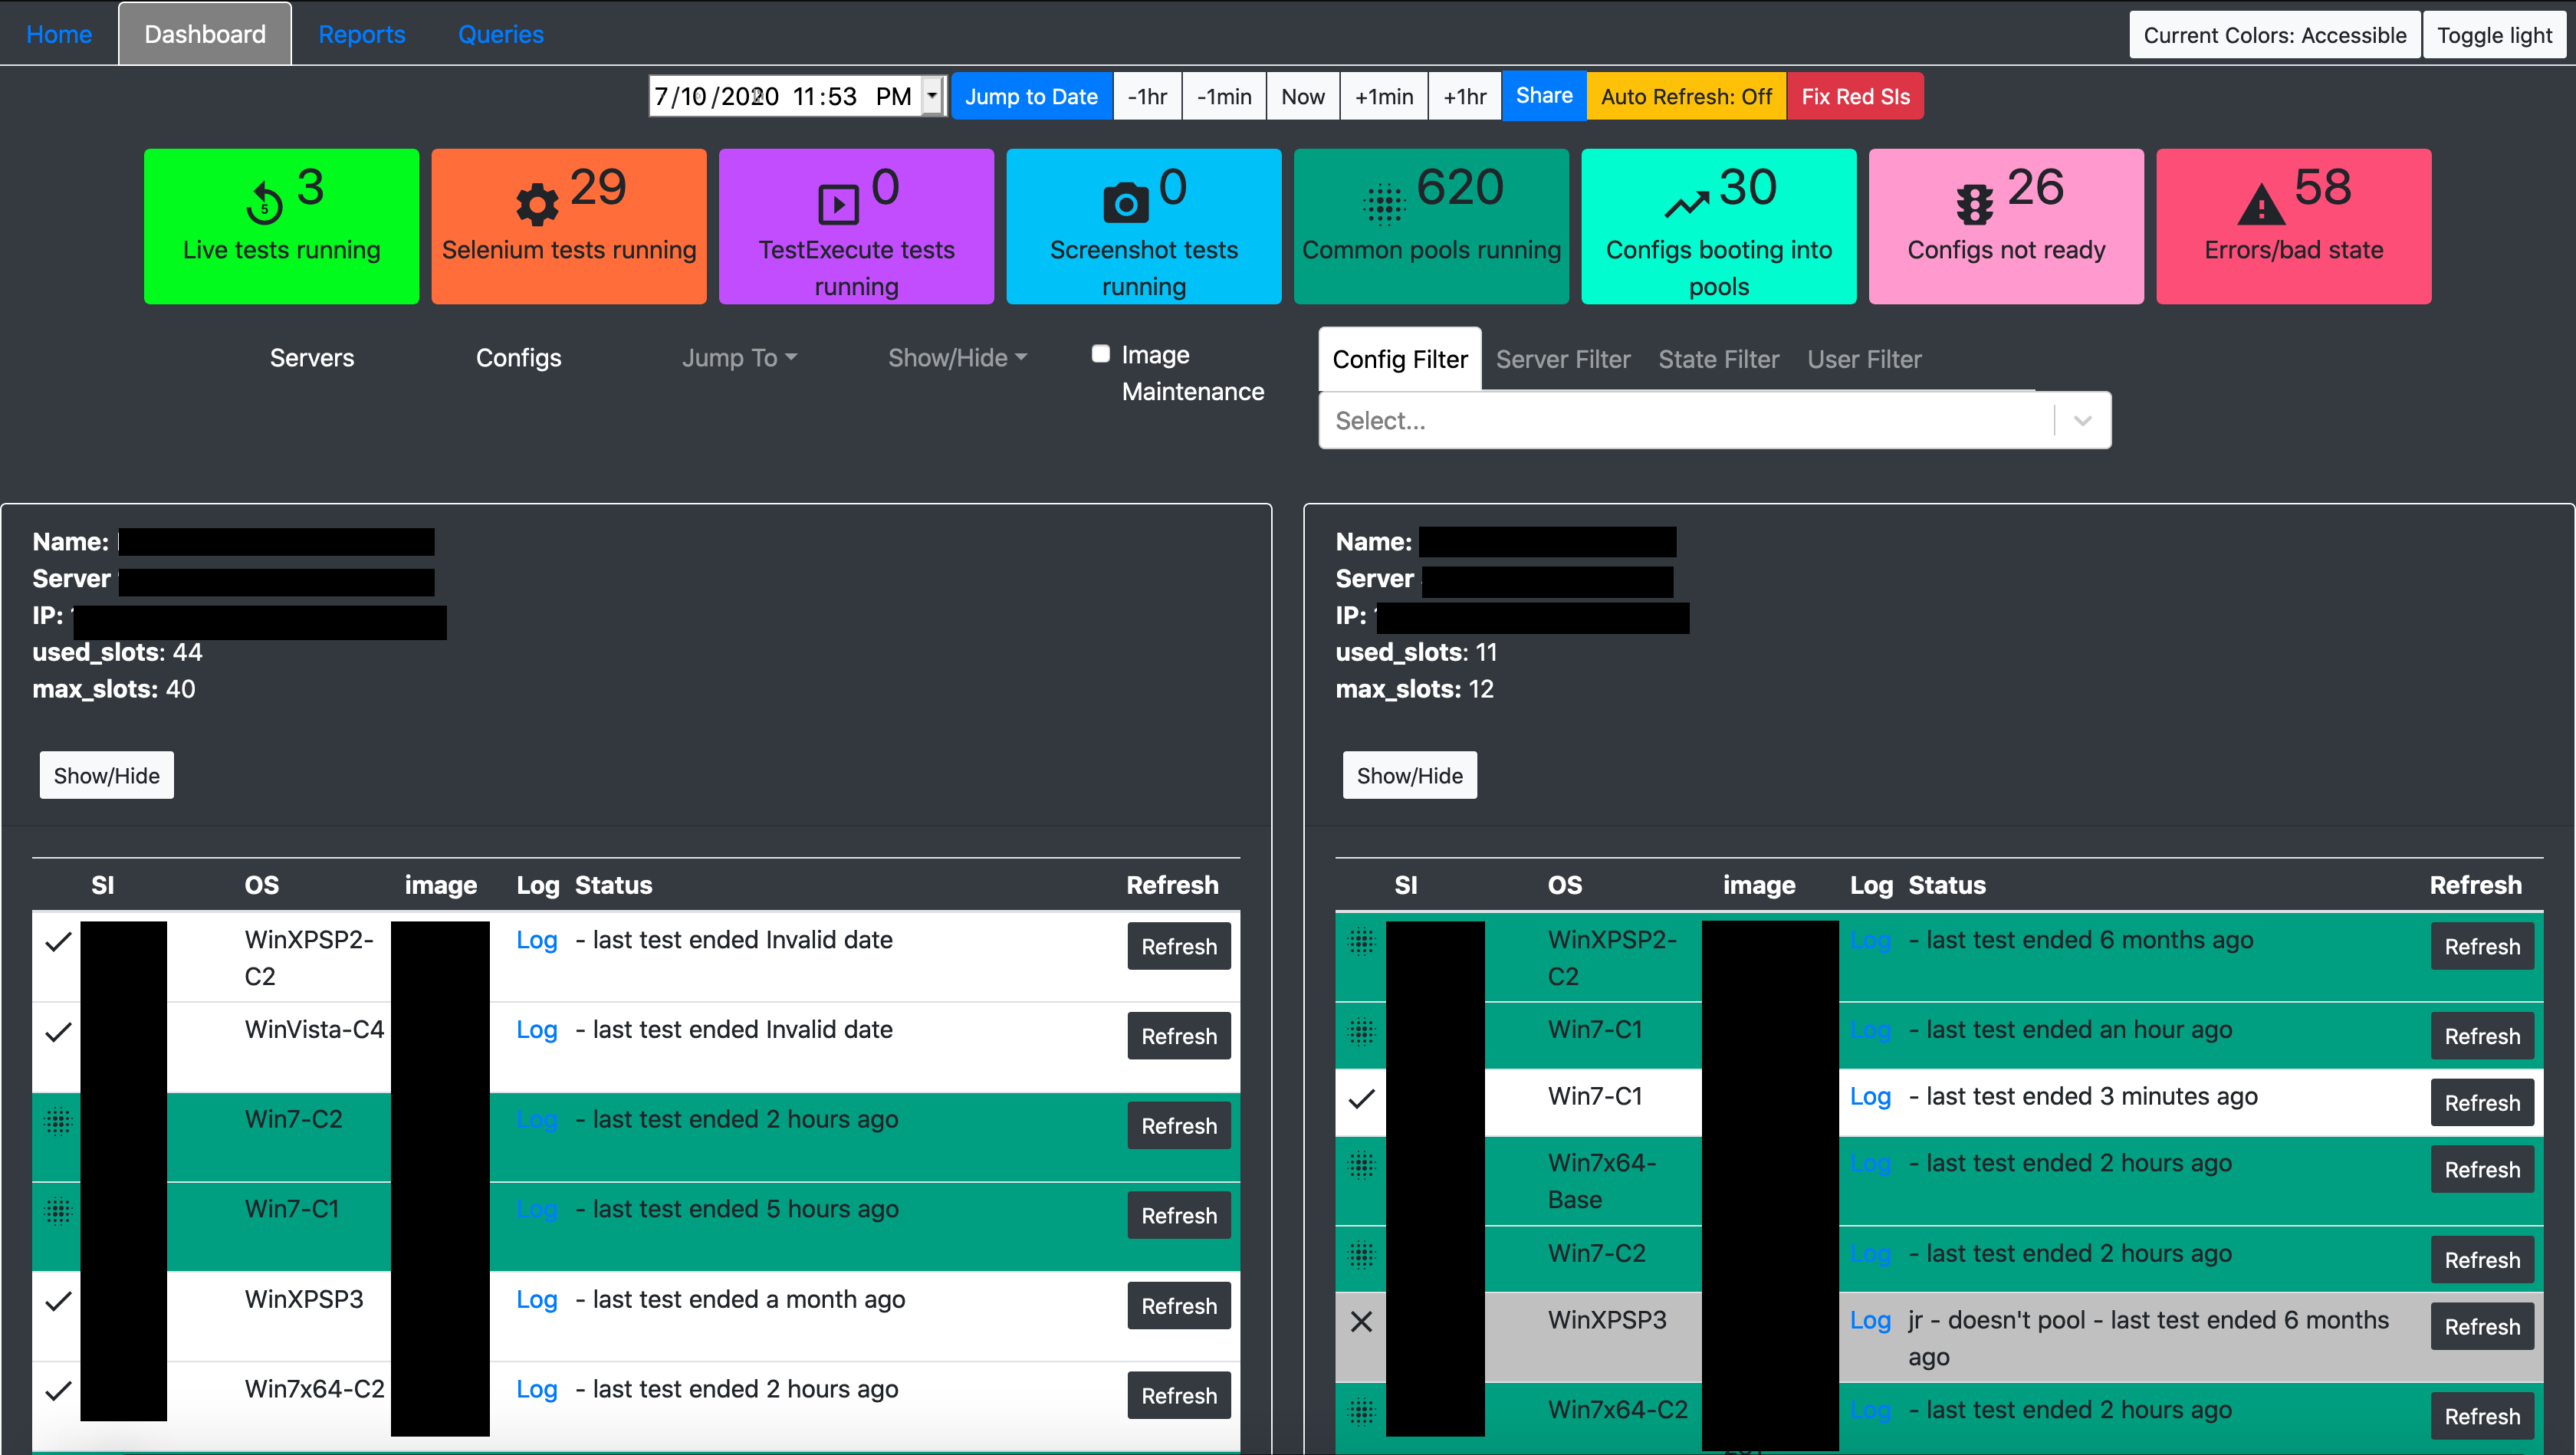 Home Dashboard Reports Queries Current Colors: Accessible Toggle light
7/10/2020 11:53 PM Jump to Date -1hr -1min Now +1min +1hr Share Auto Refresh: Off Fix Red SIs
5 3
Live tests running
29
Selenium tests running
0
TestExecute tests
running
0
Screenshot tests
running
620
Common pools running
30
Configs booting into
pools
26
Configs not ready
58
Errors/bad state
Servers Configs Jump To Show/Hide
Image
Maintenance
Config Filter Server Filter State Filter User Filter
Select...
Name:
Server
IP:
used_slots: 44
max_slots: 40
Show/Hide
SI OS image Log Status Refresh
WinXPSP2- Log - last test ended Invalid date Refresh
C2
WinVista-C4 Log - last test ended Invalid date Refresh
Win7-C2 Log - last test ended 2 hours ago Refresh
Win7-C1 Log - last test ended 5 hours ago Refresh
WinXPSP3 Log - last test ended a month ago Refresh
Win7x64-C2 Log - last test ended 2 hours ago Refresh
Name:
Server
IP:
used_slots: 11
max_slots: 12
Show/Hide
SI OS image Log Status Refresh
WinXPSP2- Log - last test ended 6 months ago Refresh
C2
Win7-C1 Log - last test ended an hour ago Refresh
Win7-C1 Log - last test ended 3 minutes ago Refresh
Win7x64- Log - last test ended 2 hours ago Refresh
Base
Win7-C2 Log - last test ended 2 hours ago Refresh
WinXPSP3 Log jr - doesn't pool - last test ended 6 months Refresh
ago
Win7x64-C2 Log - last test ended 2 hours ago Refresh